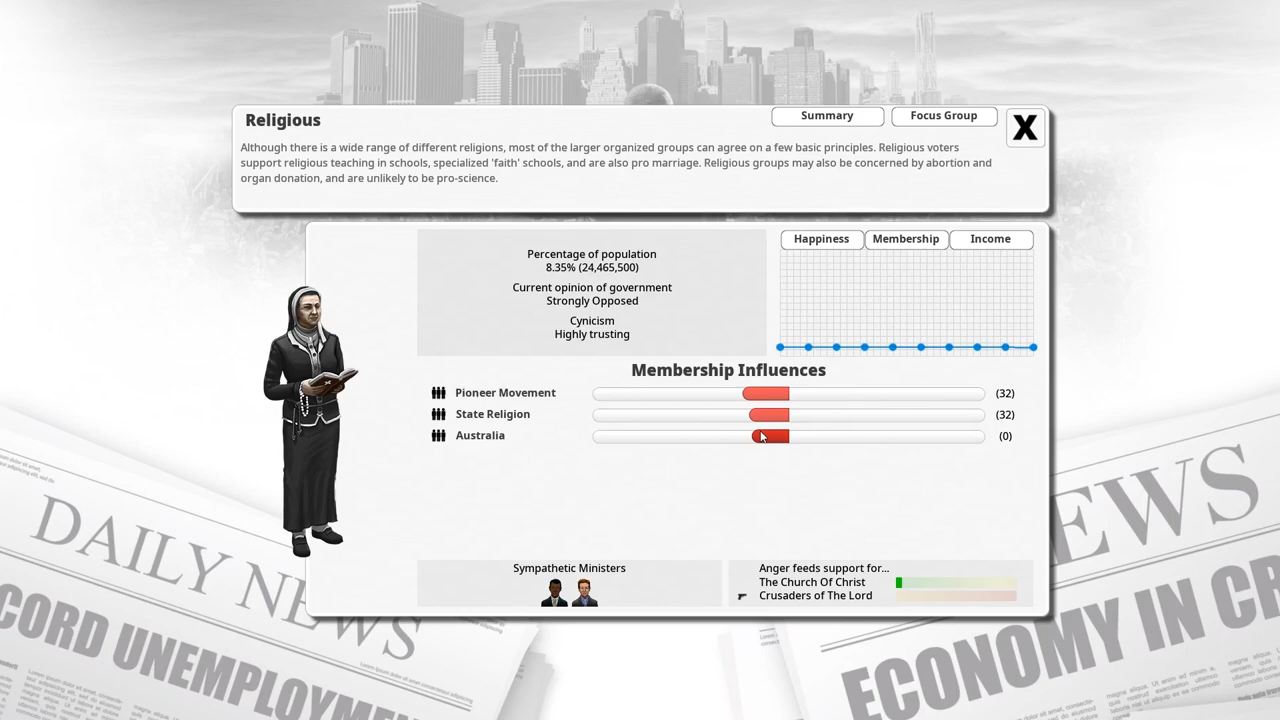 Religious
Summary
Focus Group
X
Although there is a wide range of different religions, most of the larger organized groups can agree on a few basic principles. Religious voters
support religious teaching in schools, specialized 'faith' schools, and are also pro marriage. Religious groups may also be concerned by abortion and
organ donation, and are unlikely to be pro-science.
Percentage of population
8.35% (24,465,500)
Current opinion of government
Strongly Opposed
Cynicism
Highly trusting
Happiness
Membership
Income
Membership Influences
Pioneer Movement
(32)
State Religion
(32)
Australia
(0)
Sympathetic Ministers
Anger feeds support for...
The Church Of Christ
Crusaders of The Lord
DAILY NEWS
CORD UNEMPLOYME
EWS
ECONOMY IN CR